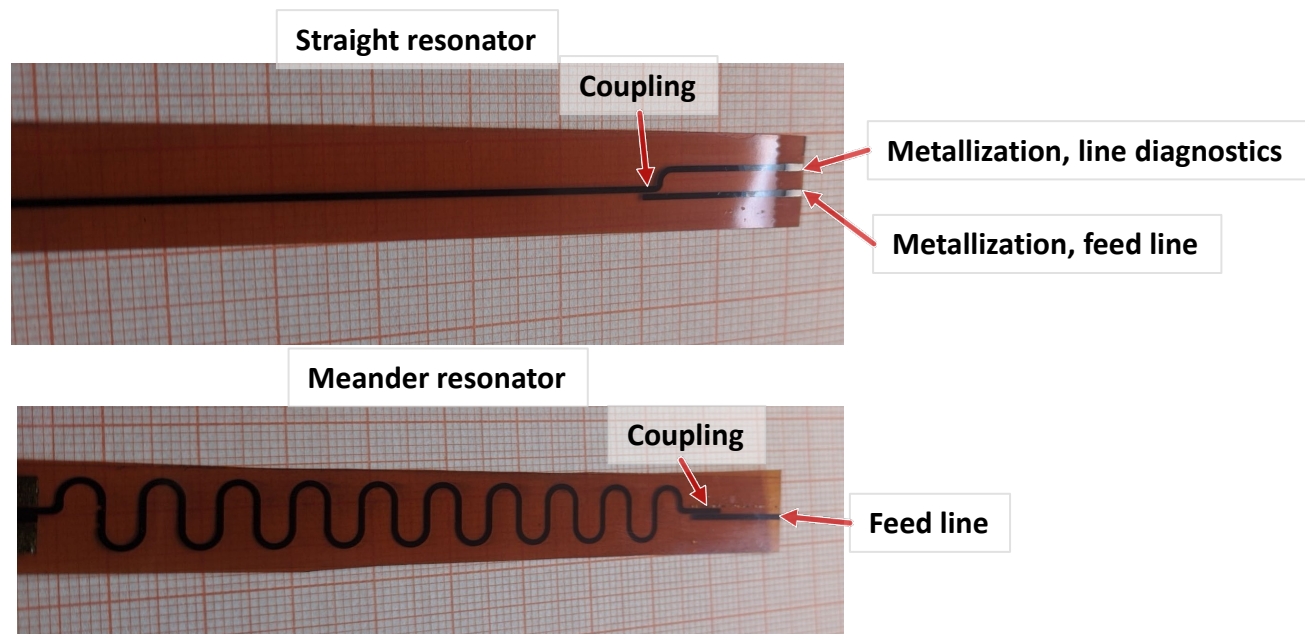 Straight resonator
Coupling
Metallization, line diagnostics
Metallization, feed line
Meander resonator
Coupling
Feed line